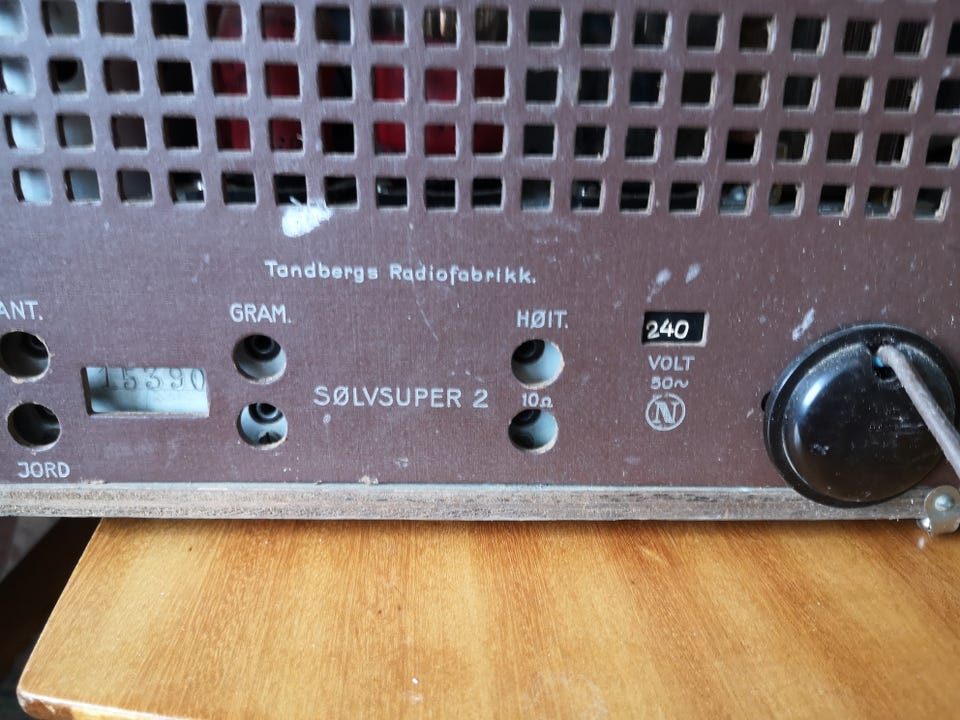 Tandbergs Radiofabrikk.
ANT.
GRAM.
HØIT.
240
VOLT
50~
N
15390
SØLVSUPER 2
10Ω
JORD